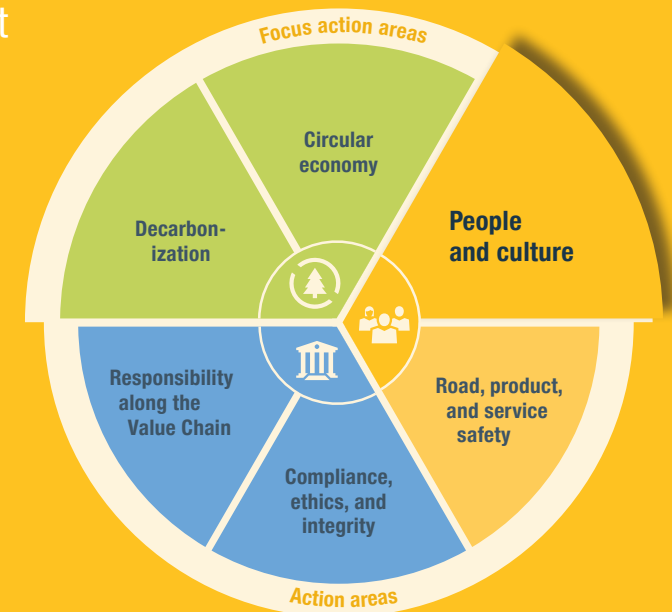 t
Focus action areas
Circular
economy
Decarbon-
ization
People
and culture
Responsibility
along the
Value Chain
Road, product,
and service
safety
Compliance,
ethics, and
integrity
Action areas